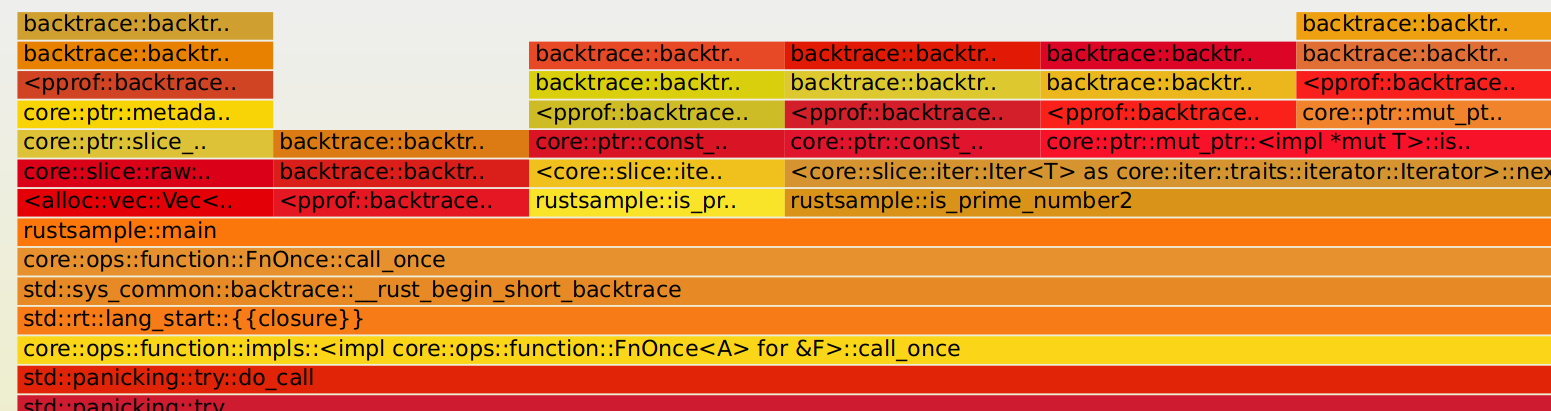 backtrace::backtr.. backtrace::backtr..
backtrace::backtr.. backtrace::backtr.. backtrace::backtr.. backtrace::backtr.. backtrace::backtr..
<pprof::backtrace.. backtrace::backtr.. backtrace::backtr.. backtrace::backtr.. <pprof::backtrace..
core::ptr::metada.. <pprof::backtrace.. <pprof::backtrace.. <pprof::backtrace.. core::ptr::mut_pt..
core::ptr::slice_.. backtrace::backtr.. core::ptr::const_.. core::ptr::const_.. core::ptr::mut_ptr::<impl *mut T>::is..
core::slice::raw::.. backtrace::backtr.. <core::slice::ite.. <core::slice::iter::Iter<T> as core::iter::traits::iterator::Iterator>::nex
<alloc::vec::Vec<.. <pprof::backtrace.. rustsample::is_pr.. rustsample::is_prime_number2
rustsample::main
core::ops::function::FnOnce::call_once
std::sys_common::backtrace::__rust_begin_short_backtrace
std::rt::lang_start::{{closure}}
core::ops::function::impls::<impl core::ops::function::FnOnce<A> for &F>::call_once
std::panicking::try::do_call
std::panicking::try